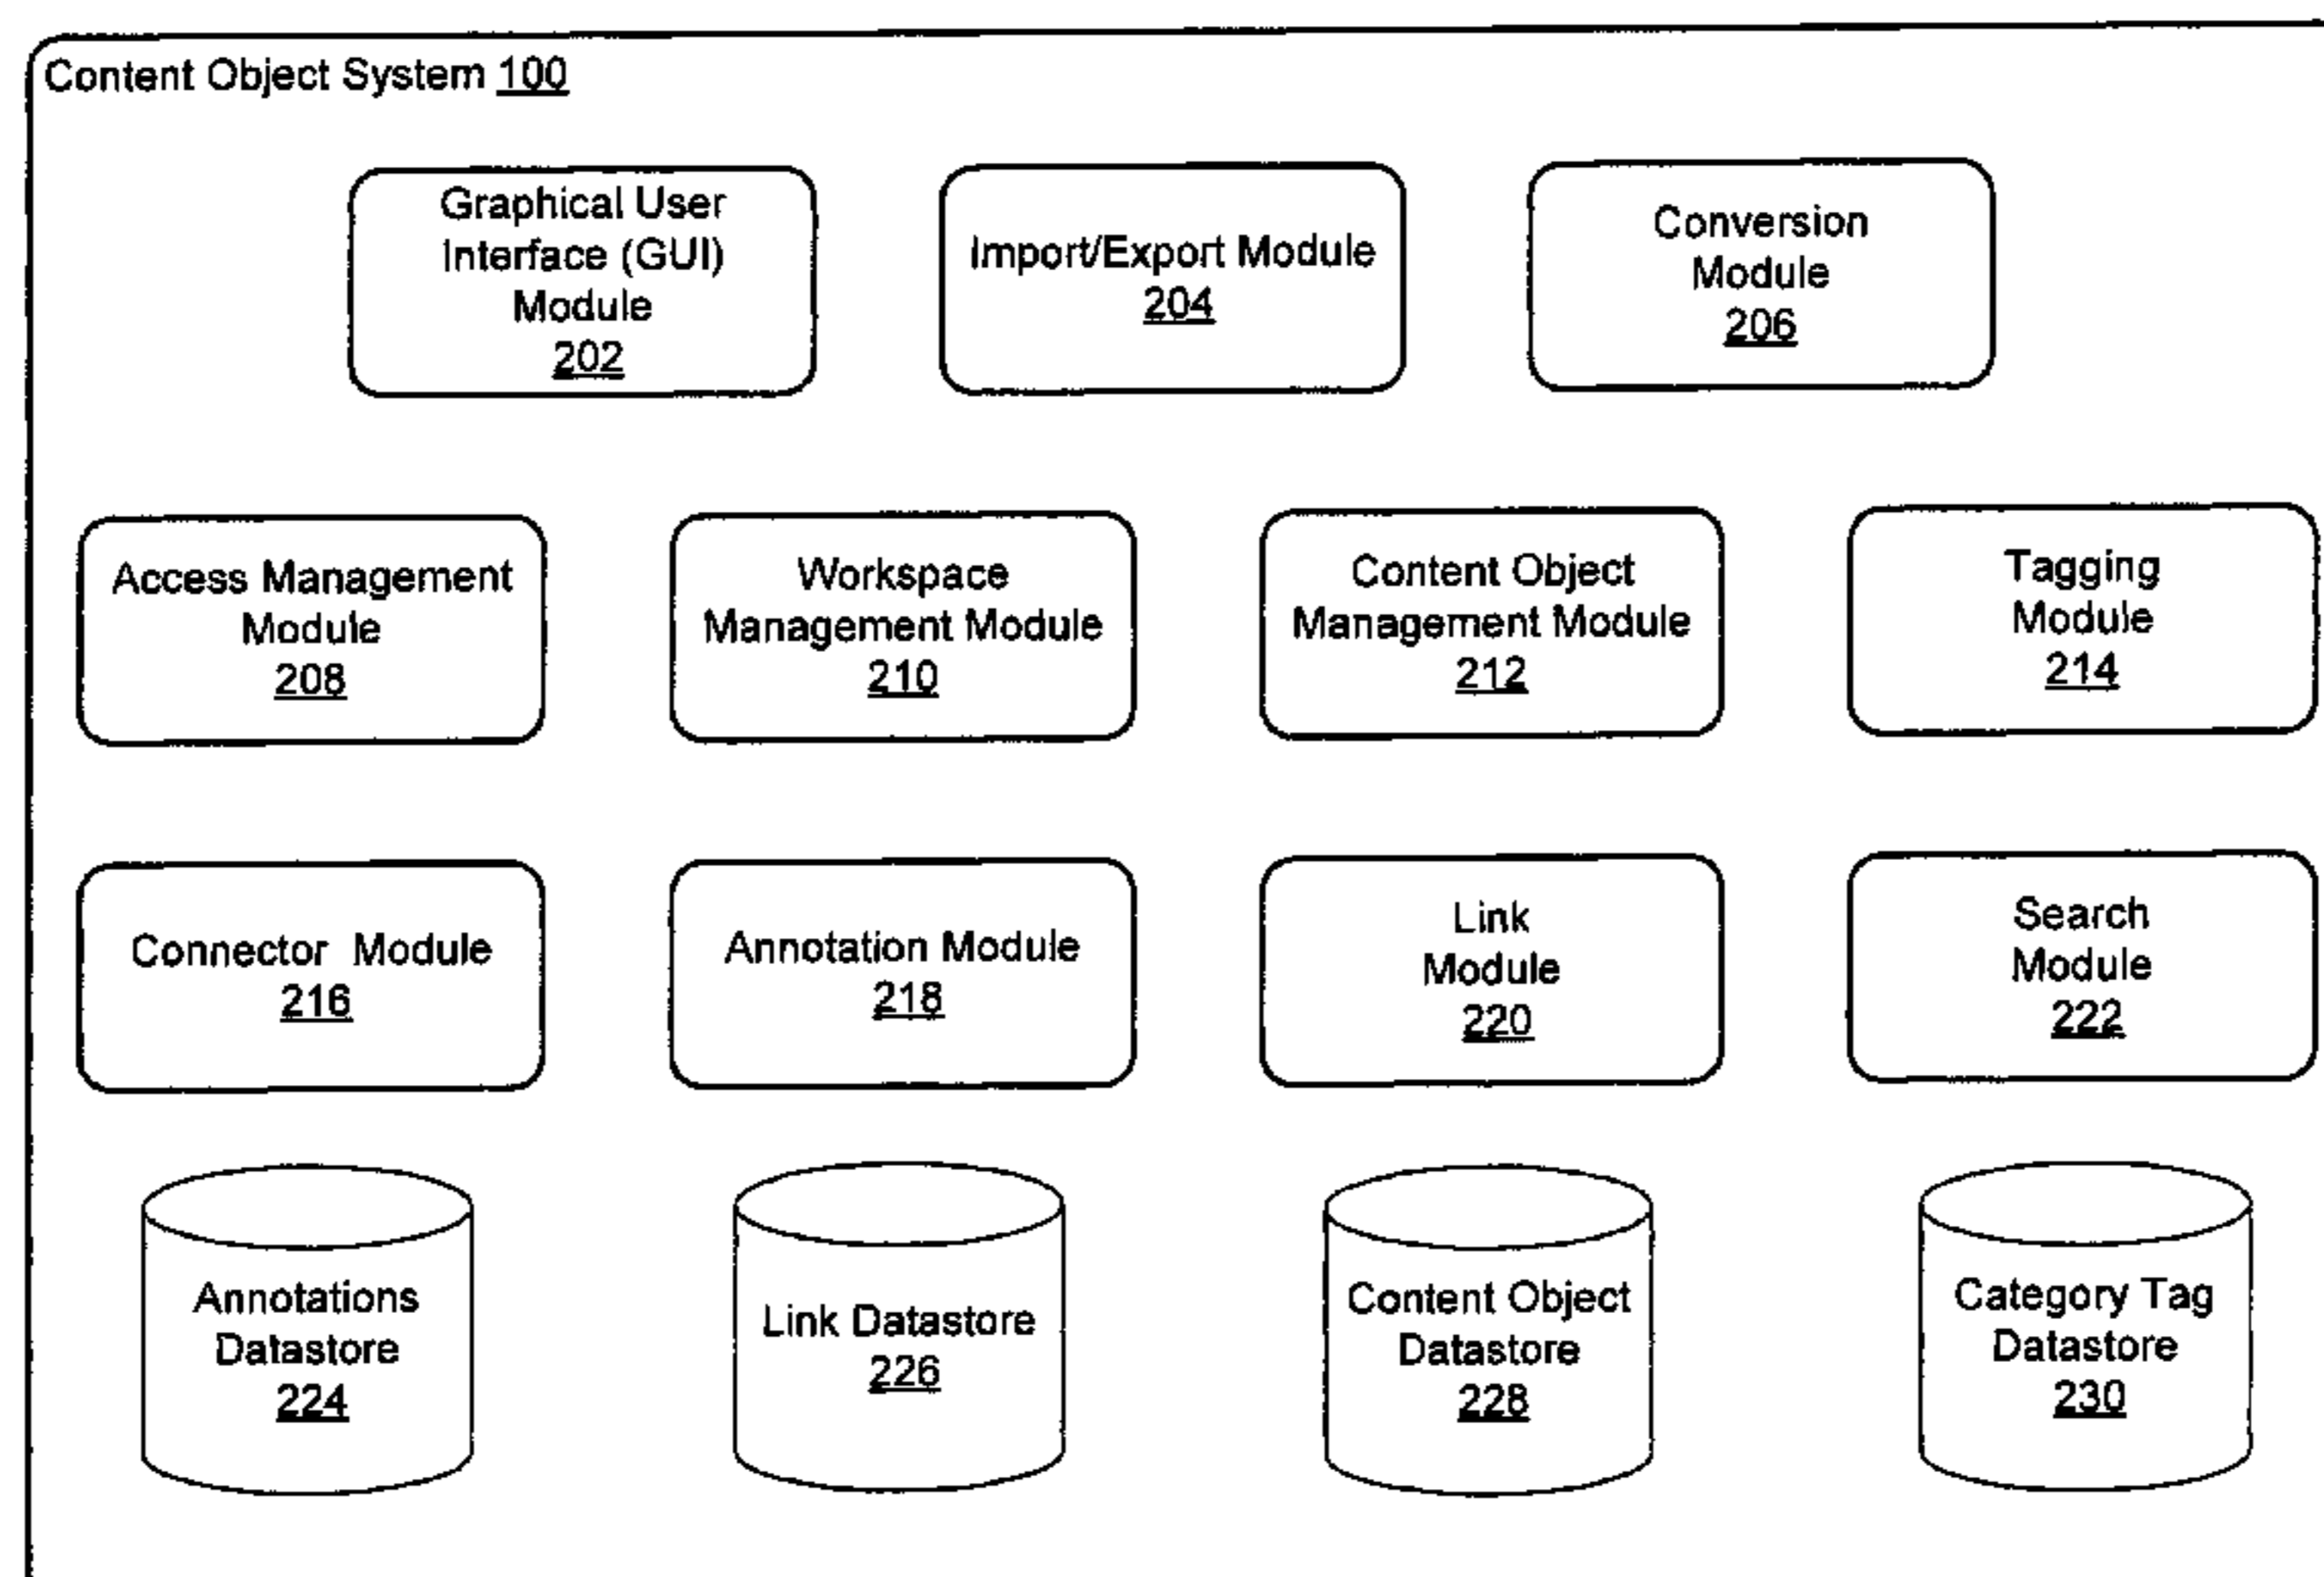 Content Object System 100
Graphical User
Interface (GUI)
Module
202
Import/Export Module
204
Conversion
Module
206
Access Management
Module
208
Workspace
Management Module
210
Content Object
Management Module
212
Tagging
Module
214
Connector Module
216
Annotation Module
218
Link
Module
220
Search
Module
222
Annotations
Datastore
224
Link Datastore
226
Content Object
Datastore
228
Category Tag
Datastore
230